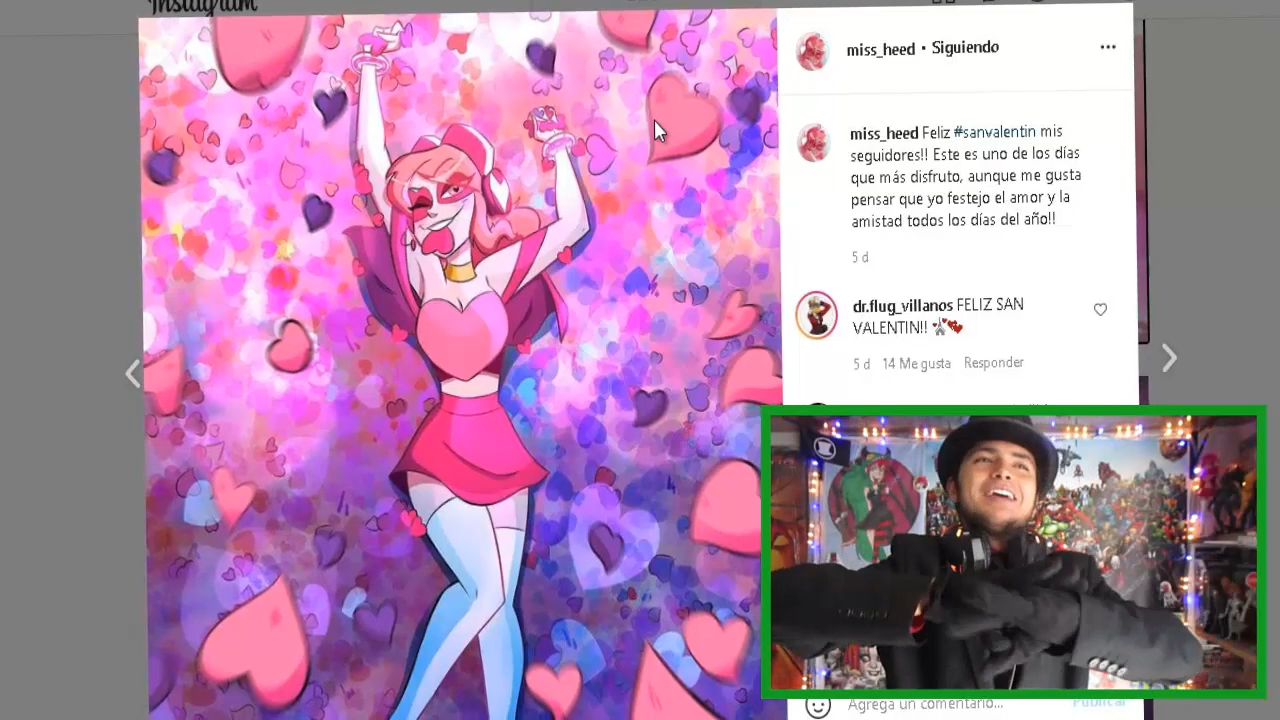 Instagram
miss_heed • Siguiendo
miss_heed Feliz #sanvalentin mis
seguidores!! Este es uno de los días
que más disfruto, aunque me gusta
pensar que yo festejo el amor y la
amistad todos los días del año!!
5 d
dr.flug_villanos FELIZ SAN
VALENTIN!!
5 d 14 Me gusta Responder
Agrega un comentario...
Publicar